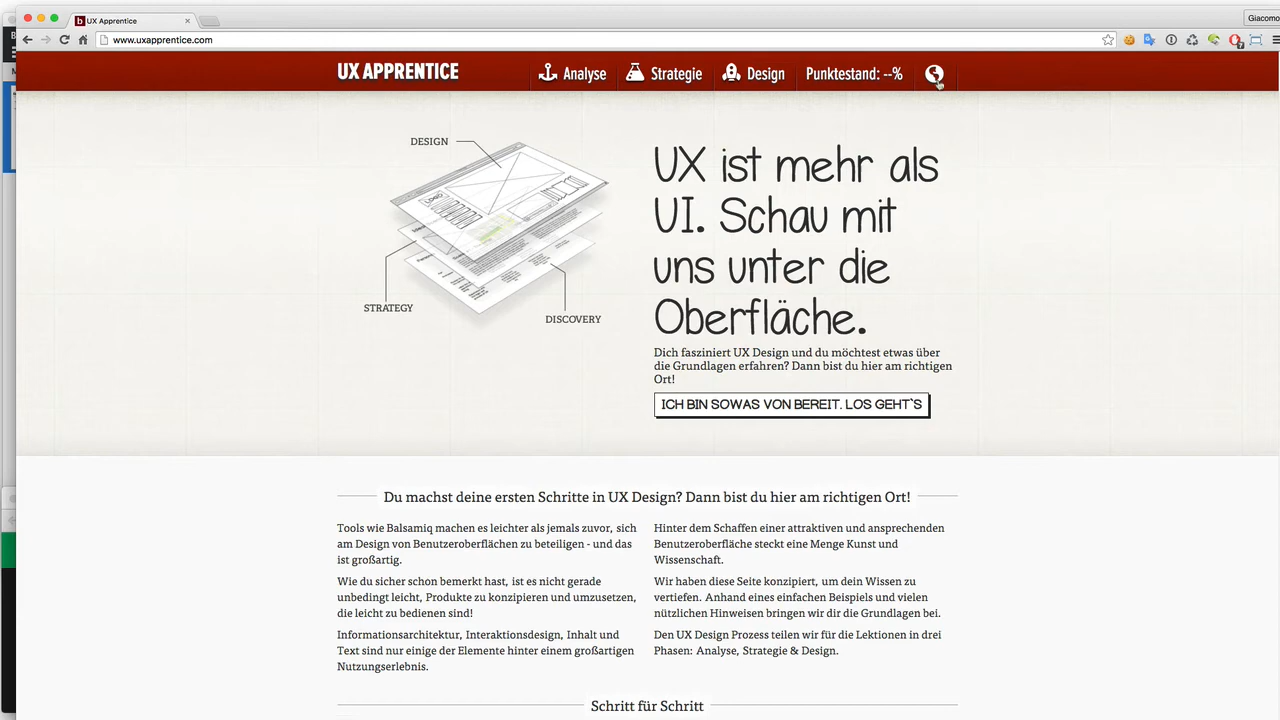 UX Apprentice
Giacomo
www.uxapprentice.com
UX APPRENTICE
Analyse
Strategie
Design
Punktestand: --%
DESIGN
STRATEGY
DISCOVERY
UX ist mehr als
UI. Schau mit
uns unter die
Oberfläche.
Dich fasziniert UX Design und du möchtest etwas über
die Grundlagen erfahren? Dann bist du hier am richtigen
Ort!
ICH BIN SOWAS VON BEREIT. LOS GEHT`S
Du machst deine ersten Schritte in UX Design? Dann bist du hier am richtigen Ort!
Tools wie Balsamiq machen es leichter als jemals zuvor, sich
am Design von Benutzeroberflächen zu beteiligen - und das
ist großartig.
Wie du sicher schon bemerkt hast, ist es nicht gerade
unbedingt leicht, Produkte zu konzipieren und umzusetzen,
die leicht zu bedienen sind!
Informationsarchitektur, Interaktionsdesign, Inhalt und
Text sind nur einige der Elemente hinter einem großartigen
Nutzungserlebnis.
Hinter dem Schaffen einer attraktiven und ansprechenden
Benutzeroberfläche steckt eine Menge Kunst und
Wissenschaft.
Wir haben diese Seite konzipiert, um dein Wissen zu
vertiefen. Anhand eines einfachen Beispiels und vielen
nützlichen Hinweisen bringen wir dir die Grundlagen bei.
Den UX Design Prozess teilen wir für die Lektionen in drei
Phasen: Analyse, Strategie & Design.
Schritt für Schritt